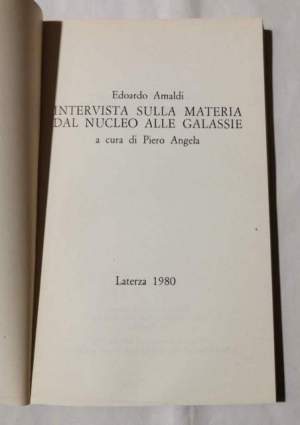 Edoardo Amaldi
INTERVISTA SULLA MATERIA
DAL NUCLEO ALLE GALASSIE
a cura di Piero Angela
Laterza 1980